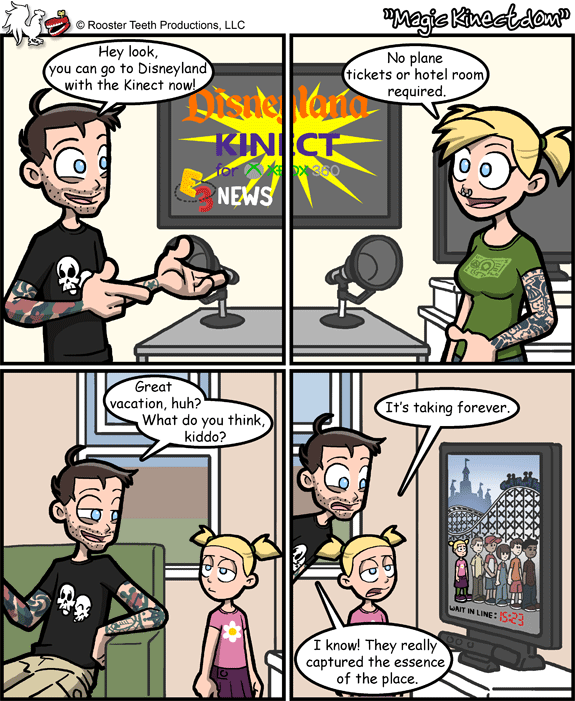 © Rooster Teeth Productions, LLC
"Magic Kinectdom"
Hey look,
you can go to Disneyland
with the Kinect now!
Disneyland
KINECT
for XBOX 360
E3 NEWS
No plane
tickets or hotel room
required.
Great
vacation, huh?
What do you think,
kiddo?
It's taking forever.
WAIT IN LINE: 15:23
I know! They really
captured the essence
of the place.